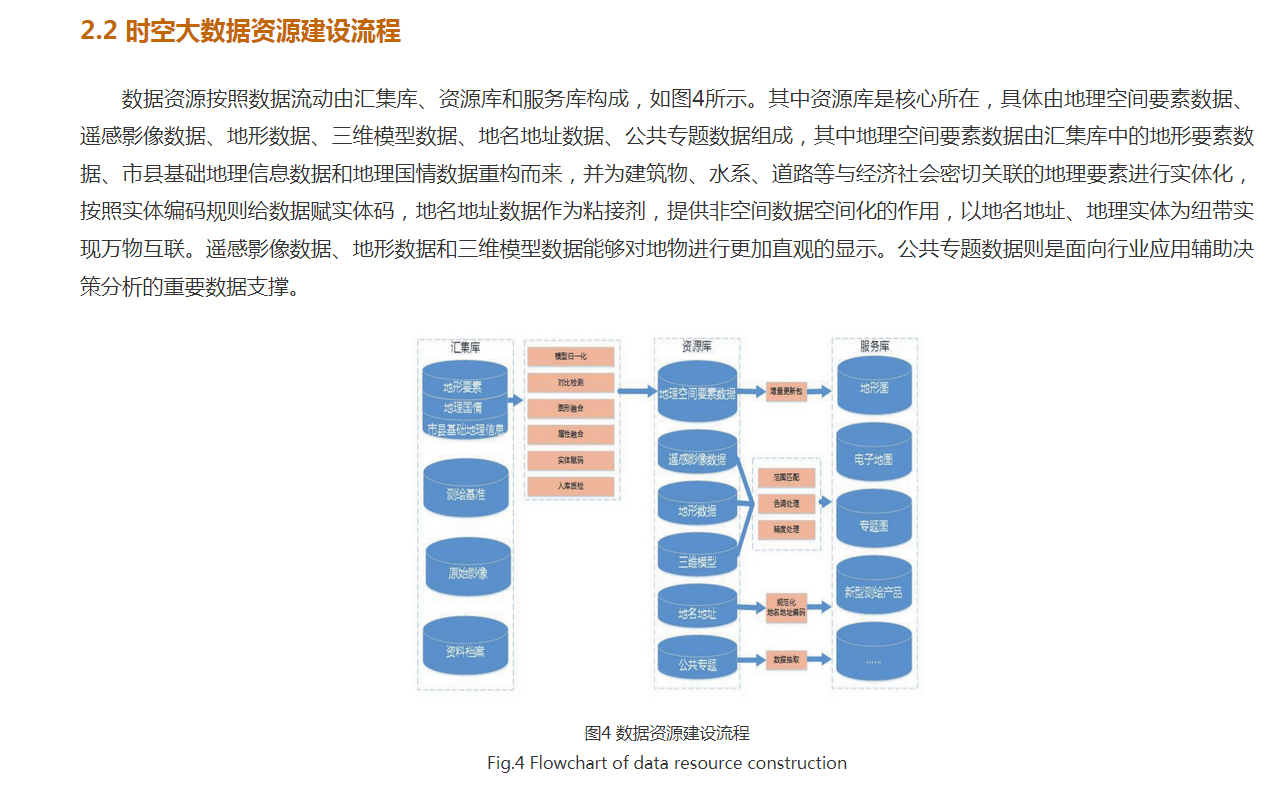 2.2 时空大数据资源建设流程
数据资源按照数据流动由汇集库、资源库和服务库构成，如图4所示。其中资源库是核心所在，具体由地理空间要素数据、
遥感影像数据、地形数据、三维模型数据、地名地址数据、公共专题数据组成，其中地理空间要素数据由汇集库中的地形要素数
据、市县基础地理信息数据和地理国情数据重构而来，并为建筑物、水系、道路等与经济社会密切关联的地理要素进行实体化，
按照实体编码规则给数据赋实体码，地名地址数据作为粘接剂，提供非空间数据空间化的作用，以地名地址、地理实体为纽带实
现万物互联。遥感影像数据、地形数据和三维模型数据能够对地物进行更加直观的显示。公共专题数据则是面向行业应用辅助决
策分析的重要数据支撑。
汇集库
地形要素
地理国情
市县基础地理信息
测绘基准
原始影像
资料档案
模型归一化
对比检测
图形融合
属性融合
实体赋码
入库质检
资源库
地理空间要素数据
遥感影像数据
地形数据
三维模型
地名地址
公共专题
增量更新包
范围匹配
色调处理
精度处理
规范化
地名地址编码
数据抽取
服务库
地形图
电子地图
专题图
新型测绘产品
……
图4 数据资源建设流程
Fig.4 Flowchart of data resource construction